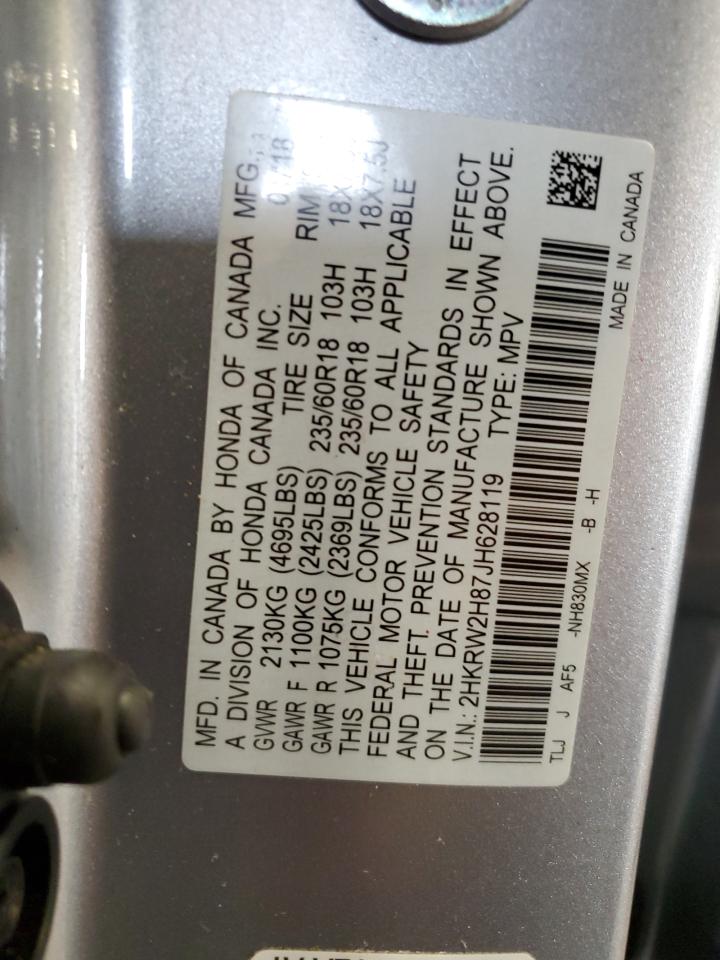 MFD. IN CANADA BY HONDA OF CANADA MFG.,
A DIVISION OF HONDA CANADA INC.
GVWR 2130KG (4695LBS) TIRE SIZE RIM
GAWR F 1100KG (2425LBS) 235/60R18 103H
GAWR R 1075KG (2369LBS) 235/60R18 103H 18X7.5J
THIS VEHICLE CONFORMS TO ALL APPLICABLE
FEDERAL MOTOR VEHICLE SAFETY
AND THEFT PREVENTION STANDARDS IN EFFECT
ON THE DATE OF MANUFACTURE SHOWN ABOVE.
V.I.N.: 2HKRW2H87JH628119 TYPE: MPV
TLJ J AF5 -NH830MX -B -H MADE IN CANADA